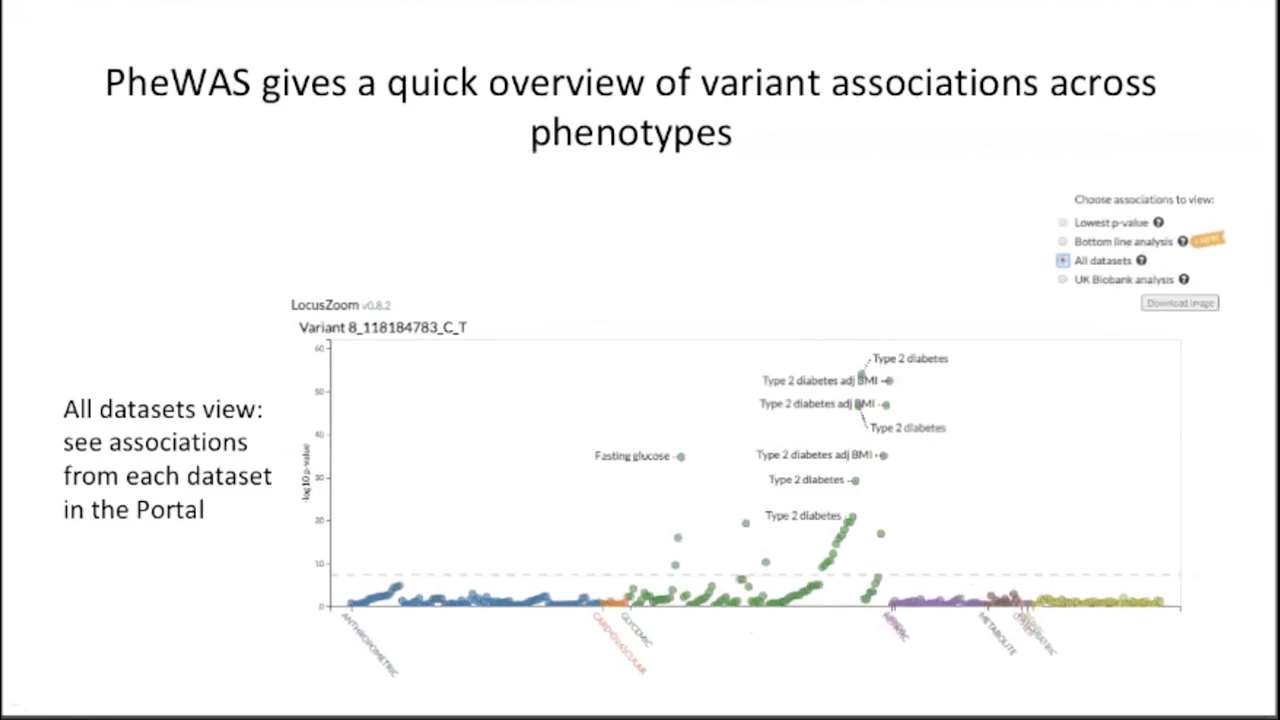 PheWAS gives a quick overview of variant associations across
phenotypes
Choose associations to view:
Lowest p-value ?
Bottom line analysis ? NEW
All datasets ?
UK Biobank analysis ?
Download Image
LocusZoom v0.8.2
Variant 8_118184783_C_T
All datasets view:
see associations
from each dataset
in the Portal
-log10 p-value
60
50
40
30
20
10
0
Type 2 diabetes
Type 2 diabetes adj BMI
Type 2 diabetes adj BMI
Type 2 diabetes
Fasting glucose
Type 2 diabetes adj BMI
Type 2 diabetes
Type 2 diabetes
ANTHROPOMETRIC
CARDIOVASCULAR
GLYCEMIC
METABOLITE